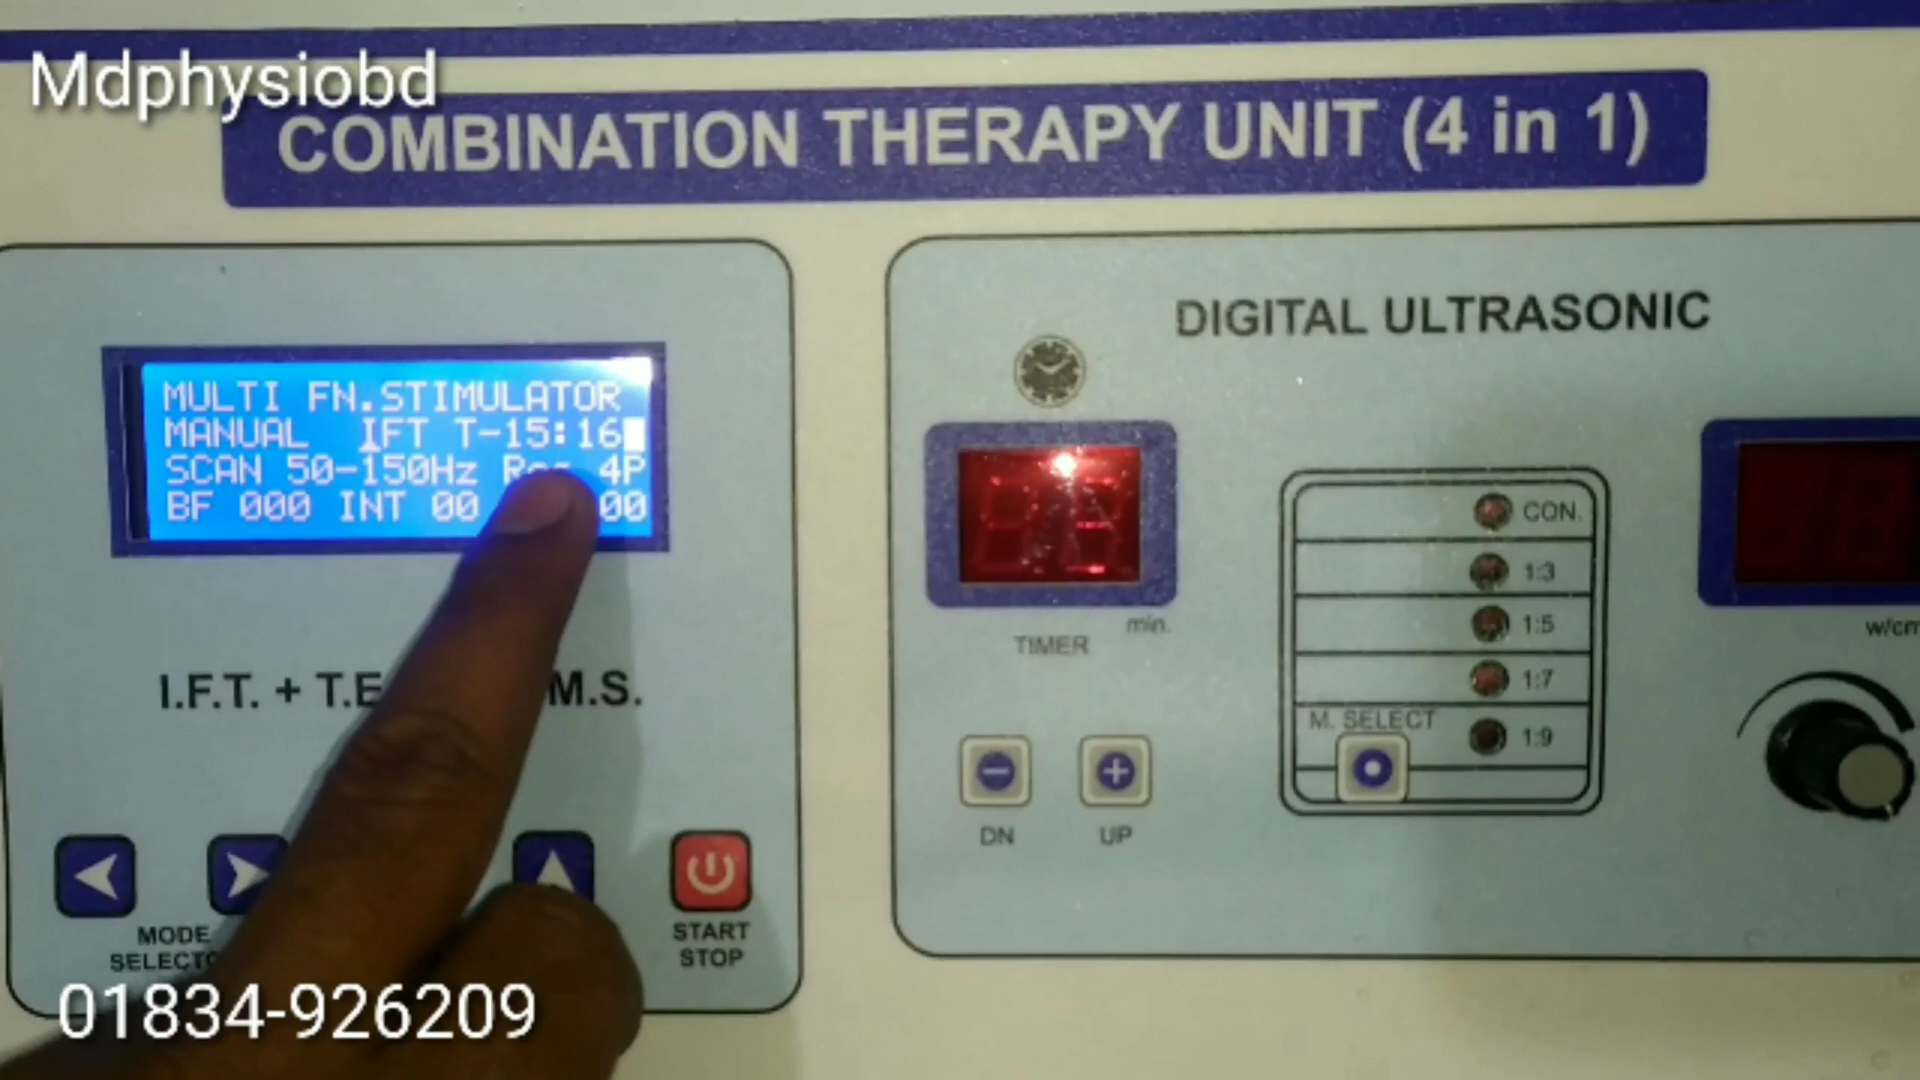 Mdphysiobd
COMBINATION THERAPY UNIT (4 in 1)
MULTI FN.STIMULATOR
MANUAL IFT T-15:16
SCAN 50-150Hz 4P
BF 000 INT 00 00
I.F.T. + T.E M.S.
MODE
START
STOP
DIGITAL ULTRASONIC
min.
TIMER
DN
UP
CON.
1:3
1:5
1:7
M. SELECT
1:9
w/cm
01834-926209